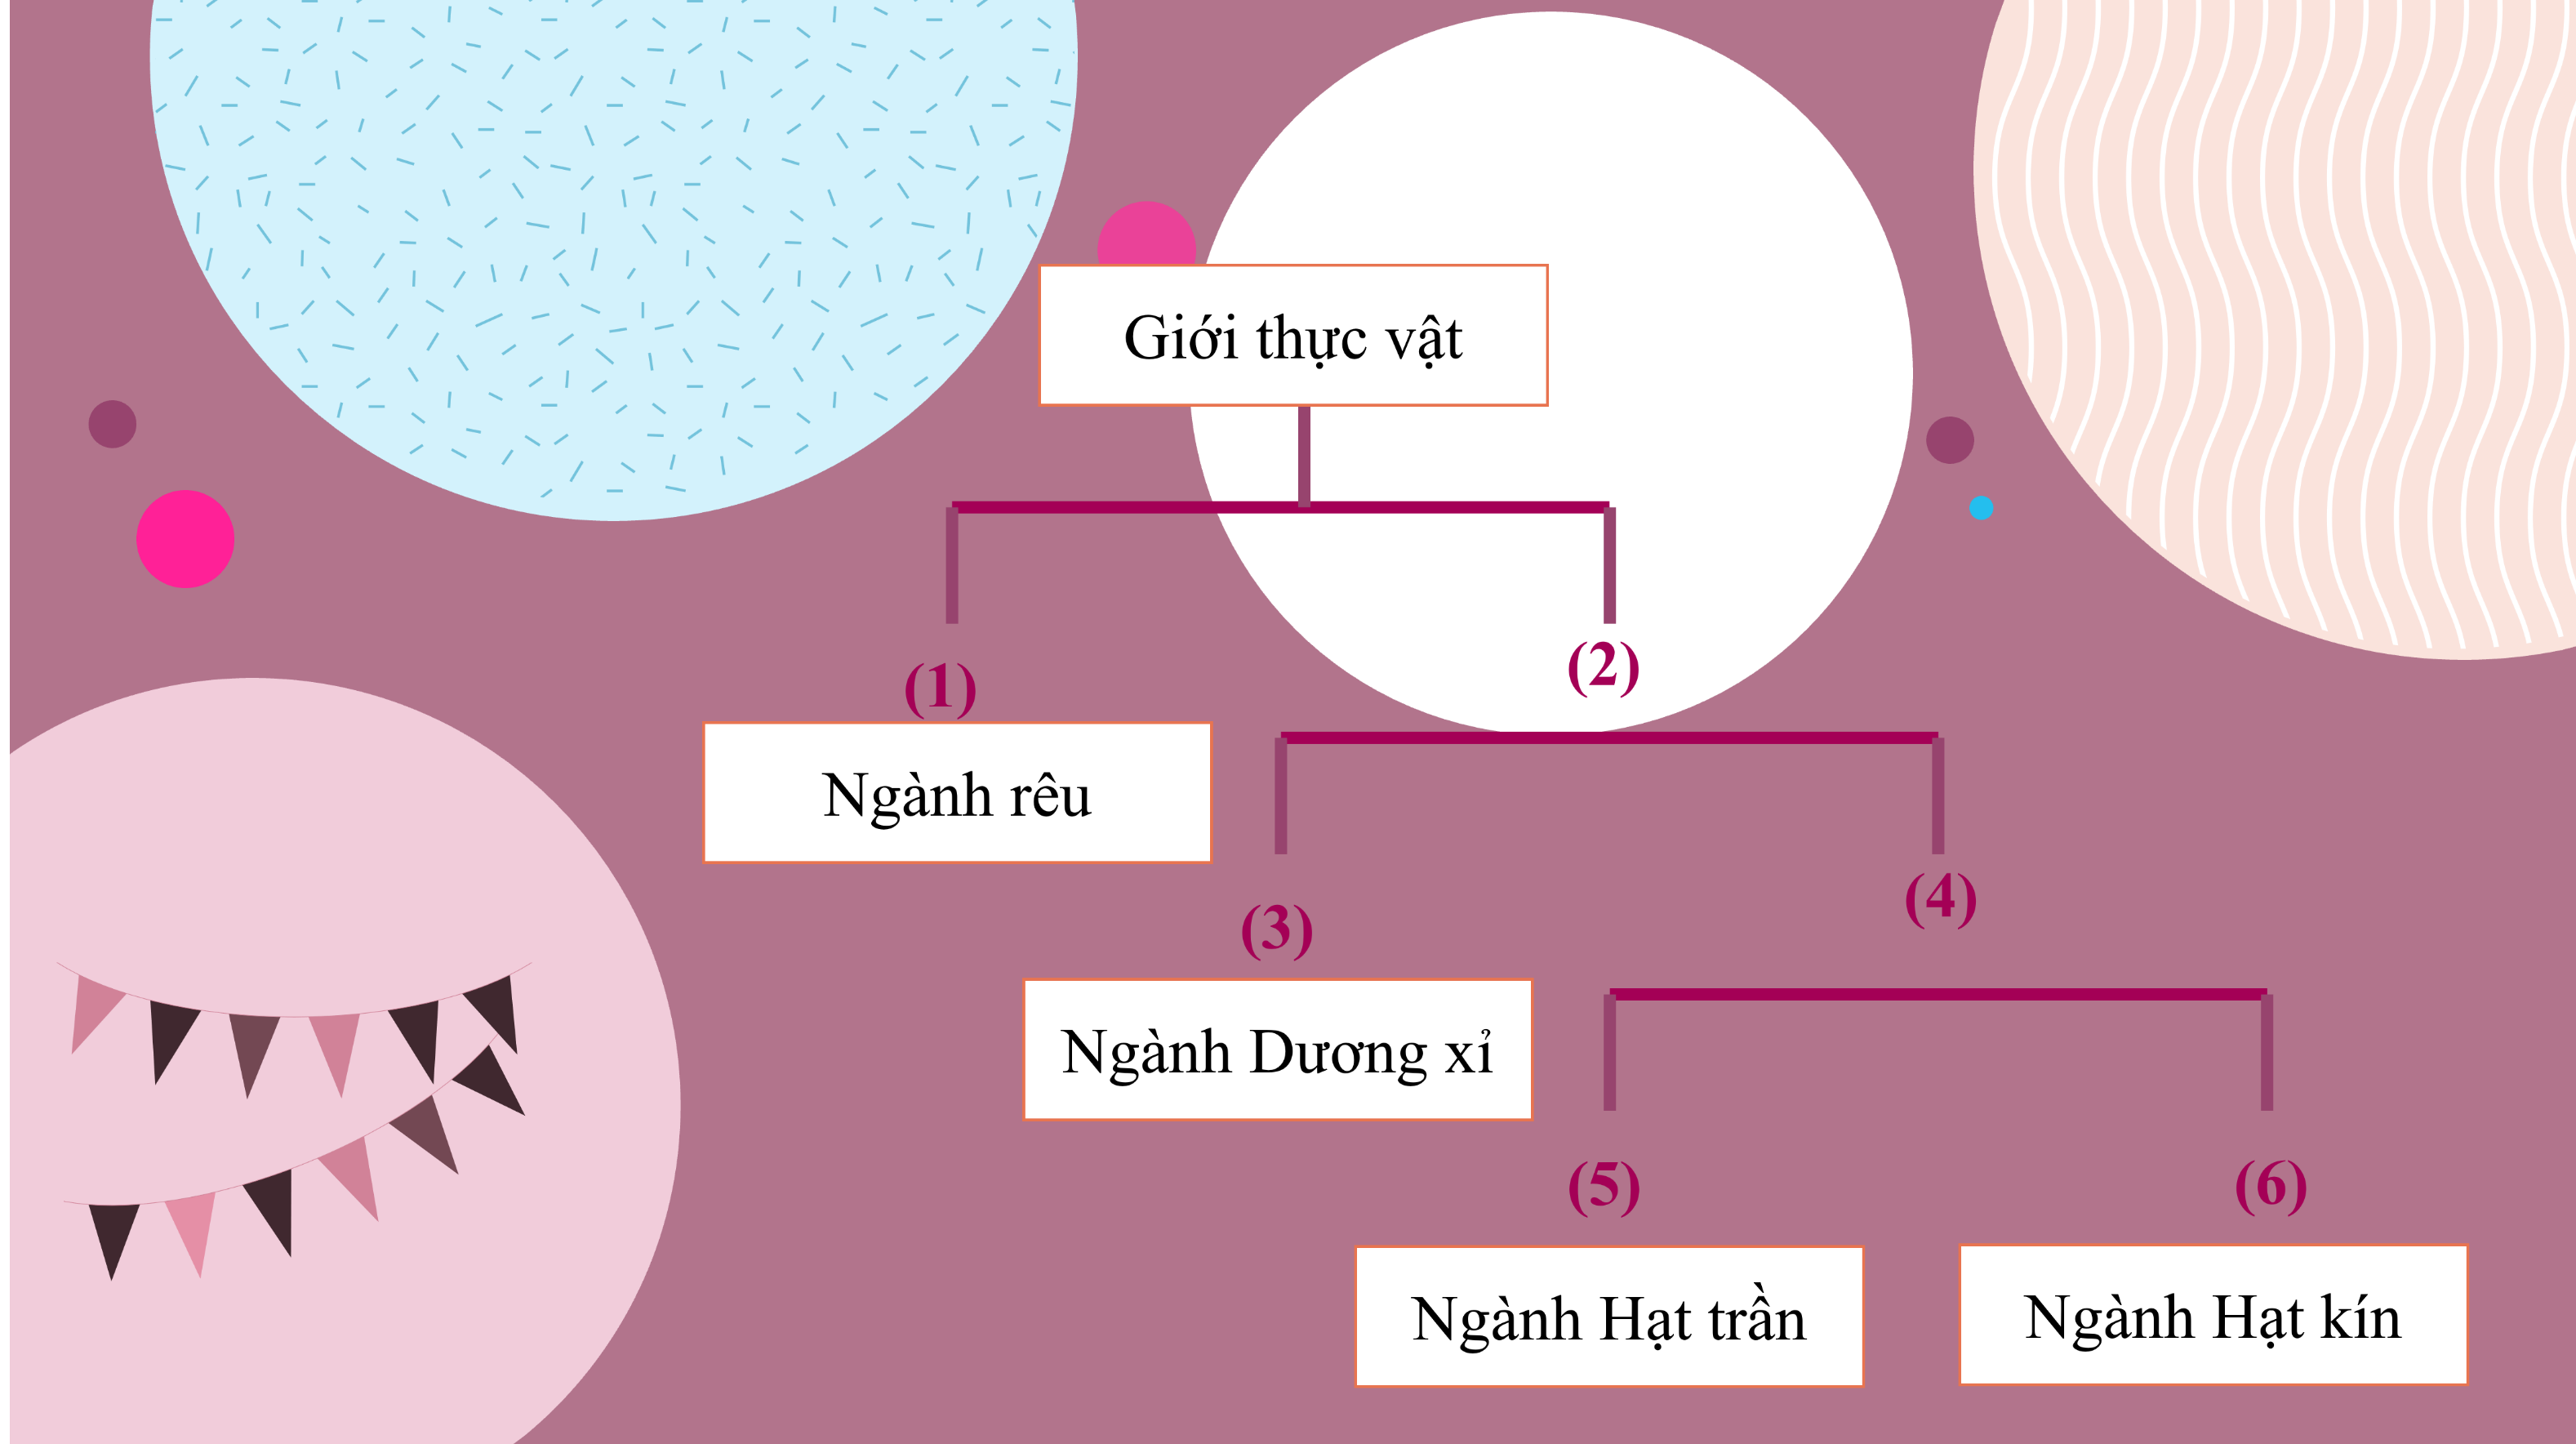 Giới thực vật
(1)
(2)
Ngành rêu
(3)
(4)
Ngành Dương xỉ
(5)
(6)
Ngành Hạt trần
Ngành Hạt kín